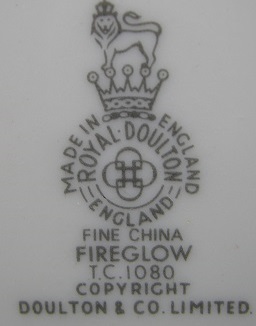 MADE IN ENGLAND
ROYAL · DOULTON
ENGLAND
FINE CHINA
FIREGLOW
T.C.1080
COPYRIGHT
DOULTON & CO. LIMITED.